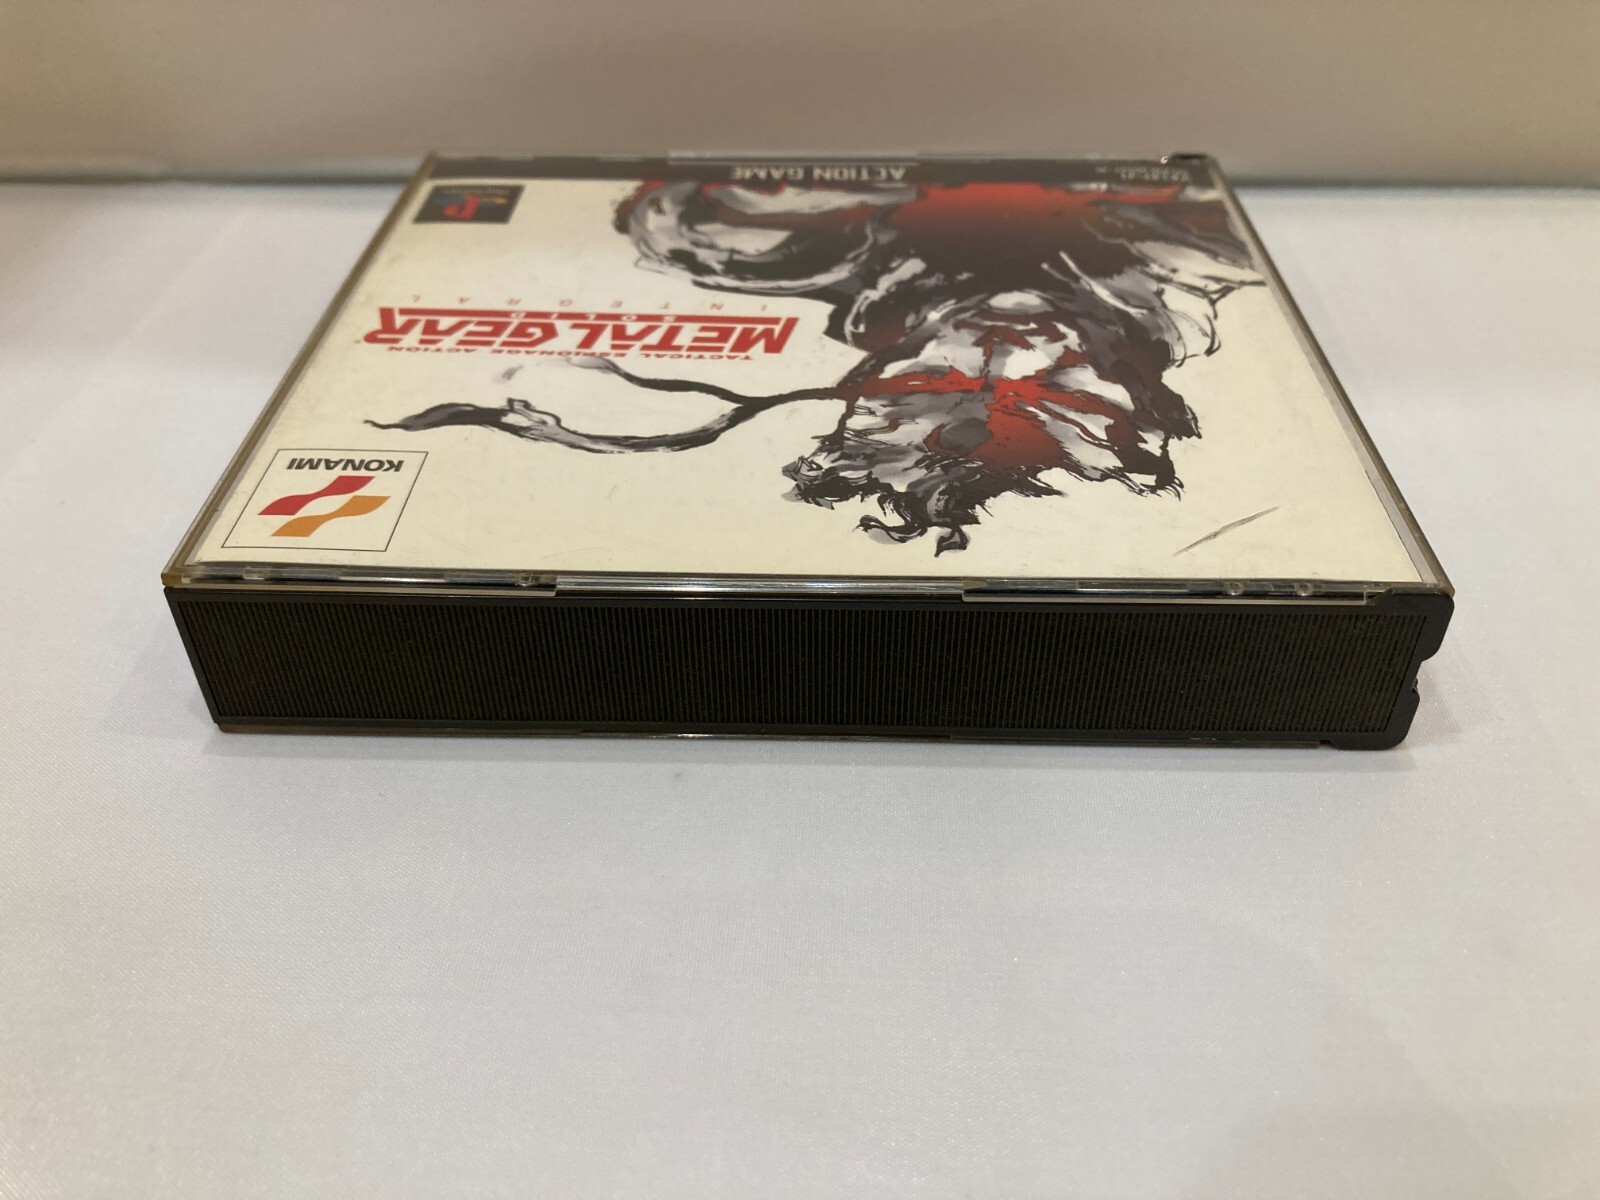 ACTION GAME
TACTICAL ESPIONAGE ACTION
METAL GEAR
SOLID
INTEGRAL
KONAMI